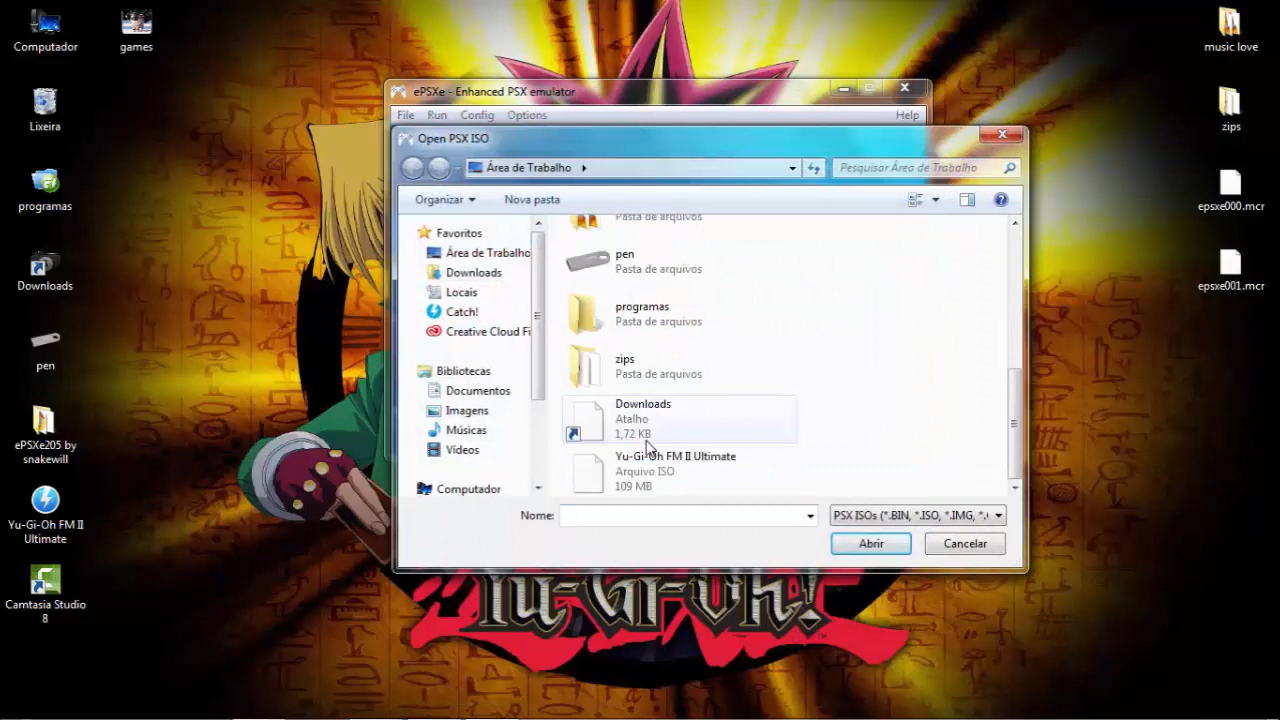 Computador
games
Lixeira
programas
Downloads
pen
ePSXe205 by
snakewill
Yu-Gi-Oh FM II
Ultimate
Camtasia Studio
8
ePSXe - Enhanced PSX emulator
File Run Config Options Help
Open PSX ISO
Área de Trabalho
Pesquisar Área de Trabalho
Organizar
Nova pasta
Favoritos
Área de Trabalho
Downloads
Locais
Catch!
Creative Cloud Fi
Bibliotecas
Documentos
Imagens
Músicas
Vídeos
Computador
Pasta de arquivos
pen
Pasta de arquivos
programas
Pasta de arquivos
zips
Pasta de arquivos
Downloads
Atalho
1,72 KB
Yu-Gi-Oh FM II Ultimate
Arquivo ISO
109 MB
Nome:
PSX ISOs (*.BIN, *.ISO, *.IMG, *.
Abrir
Cancelar
music love
zips
epsxe000.mcr
epsxe001.mcr
Yu-Gi-Oh!